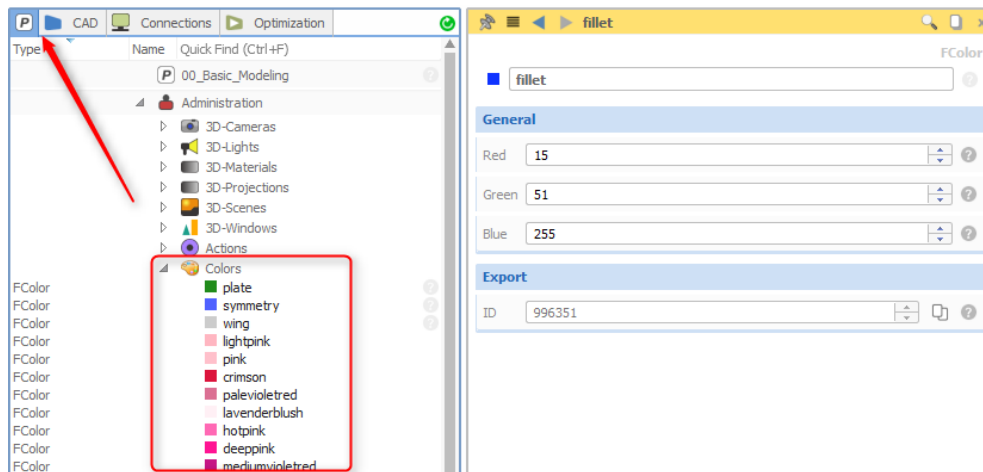 P CAD Connections Optimization
Type Name Quick Find (Ctrl+F)
P 00_Basic_Modeling
Administration
3D-Cameras
3D-Lights
3D-Materials
3D-Projections
3D-Scenes
3D-Windows
Actions
Colors
FColor plate
FColor symmetry
FColor wing
FColor lightpink
FColor pink
FColor crimson
FColor palevioletred
FColor lavenderblush
FColor hotpink
FColor deeppink
FColor mediumvioletred
fillet
FColor
fillet
General
Red 15
Green 51
Blue 255
Export
ID 996351